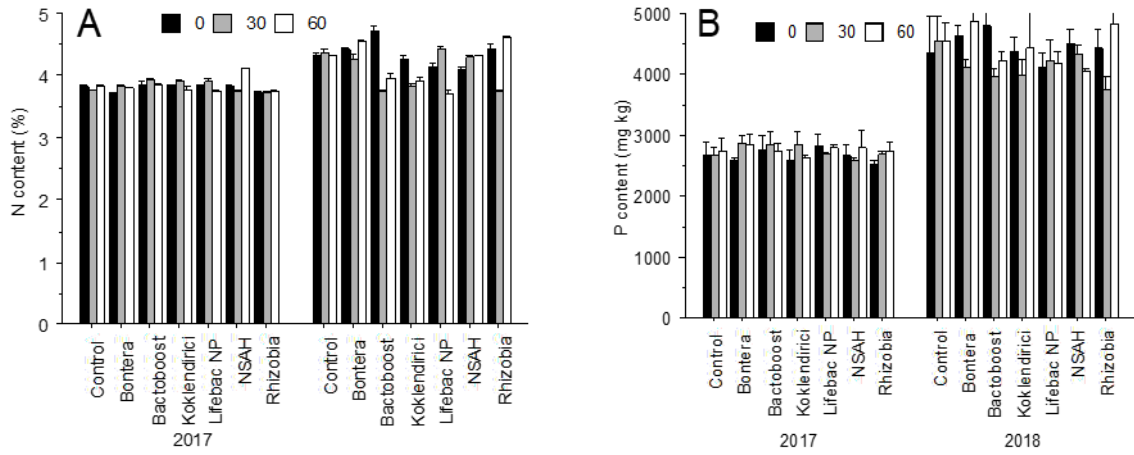 A
0 30 60
5
4
3
2
1
0
N content (%)
Control
Bontera
Bactoboost
Koklendirici
Lifebac NP
NSAH
Rhizobia
Control
Bontera
Bactoboost
Koklendirici
Lifebac NP
NSAH
Rhizobia
2017
B
0 30 60
5000
4000
3000
2000
1000
0
P content (mg kg)
Control
Bontera
Bactoboost
Koklendirici
Lifebac NP
NSAH
Rhizobia
Control
Bontera
Bactoboost
Koklendirici
Lifebac NP
NSAH
Rhizobia
2017 2018